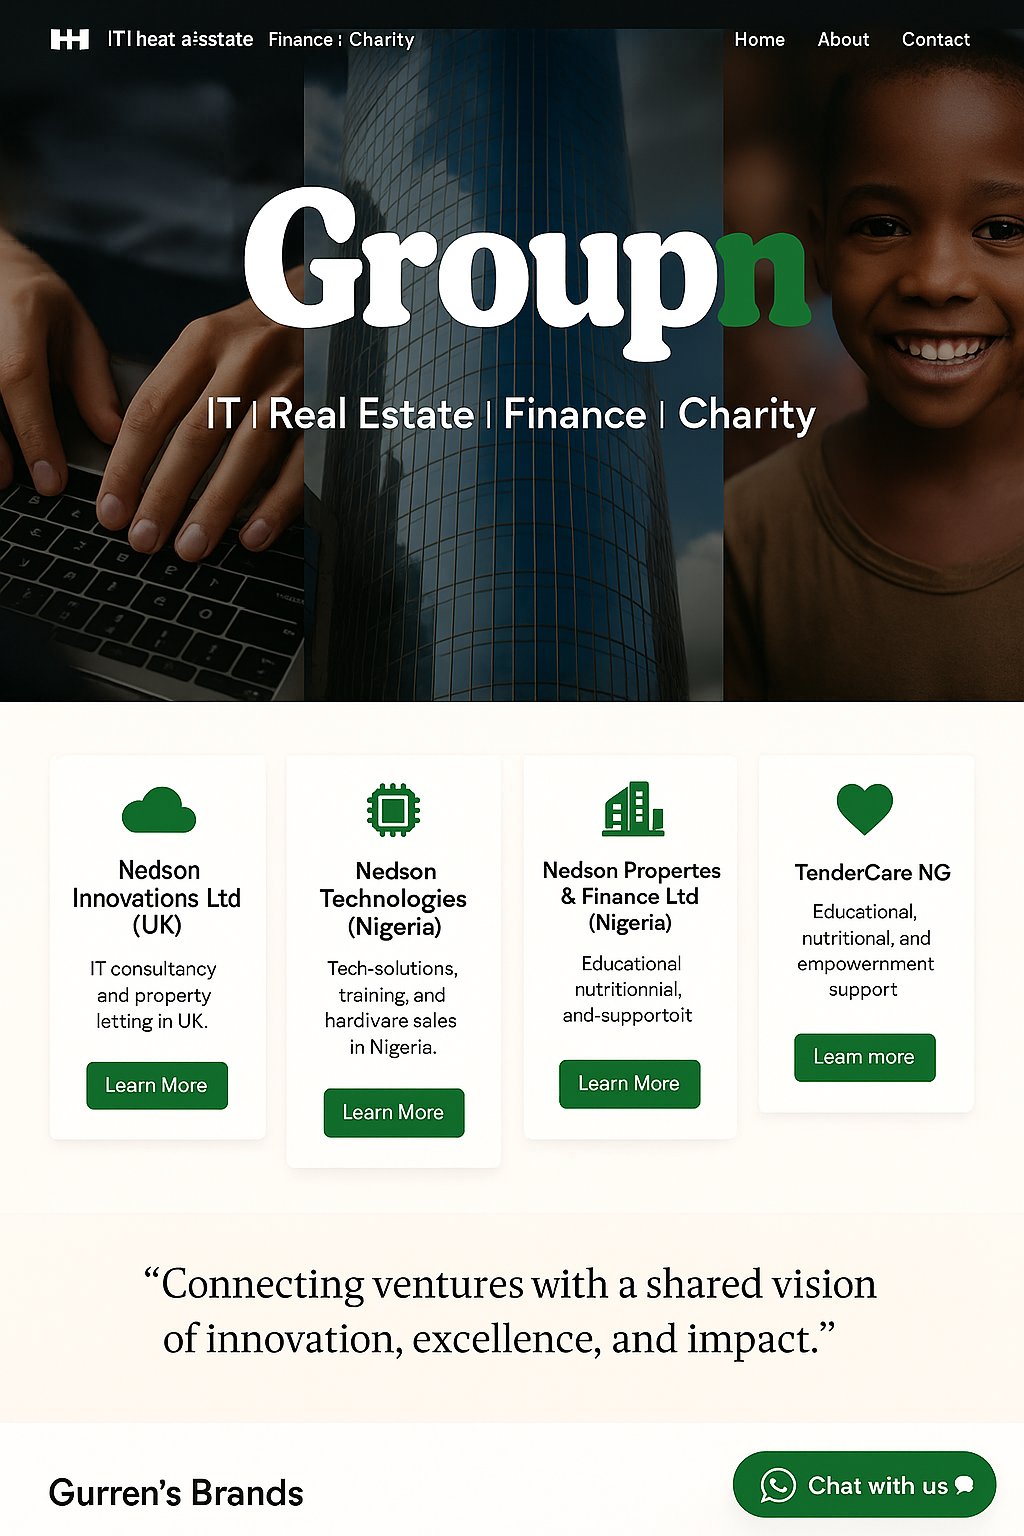 ITI heat aisstate Finance ¦ Charity
Home About Contact
Groupn
IT | Real Estate | Finance | Charity
Nedson
Innovations Ltd
(UK)
IT consultancy
and property
letting in UK.
Learn More
Nedson
Technologies
(Nigeria)
Tech-solutions,
training, and
hardivare sales
in Nigeria.
Learn More
Nedson Propertes
& Finance Ltd
(Nigeria)
Educational
nutritionnial,
and-supportoit
Learn More
TenderCare NG
Educational,
nutritional, and
empowernment
support
Leam more
“Connecting ventures with a shared vision
of innovation, excellence, and impact.”
Gurren’s Brands
Chat with us